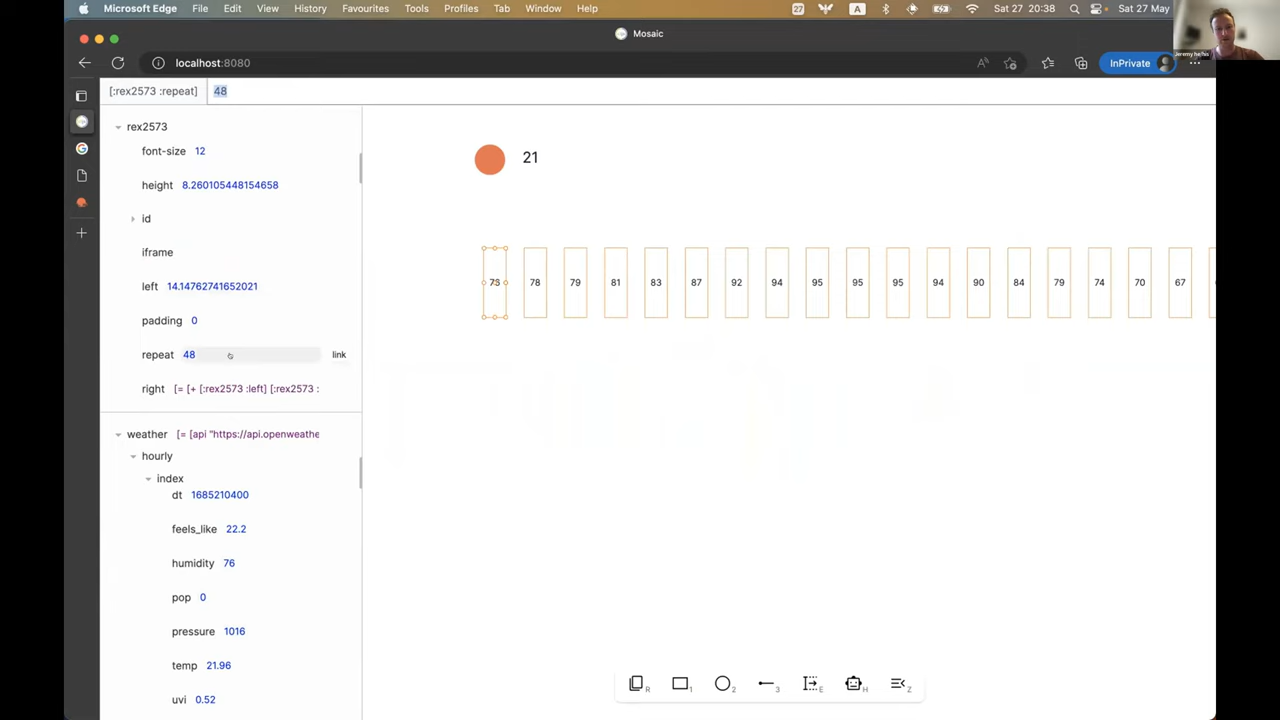 Microsoft Edge File Edit View History Favourites Tools Profiles Tab Window Help 27 A Sat 27 20:38 Sat 27 May
Mosaic
localhost:8080 InPrivate
[:rex2573 :repeat] 48
rex2573
font-size 12
height 8.260105448154658
id
iframe
left 14.14762741652021
padding 0
repeat 48 link
right [= [+ [:rex2573 :left] [:rex2573 :
weather [= [api "https://api.openweathe
hourly
index
dt 1685210400
feels_like 22.2
humidity 76
pop 0
pressure 1016
temp 21.96
uvi 0.52
21
73 78 79 81 83 87 92 94 95 95 95 94 90 84 79 74 70 67
R 1 2 3 E H Z